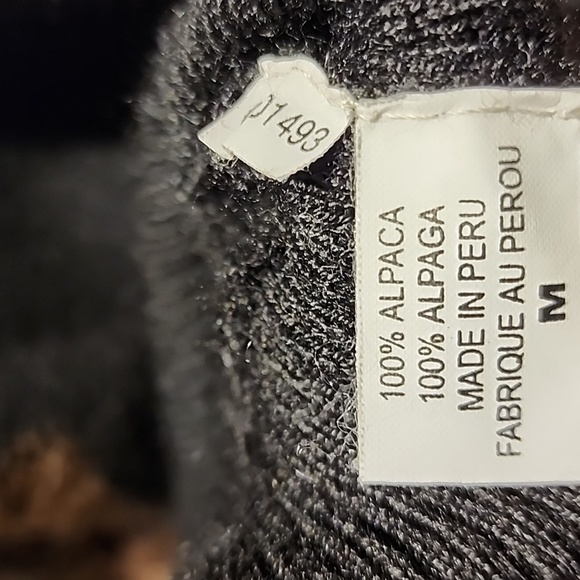 p1493
100% ALPACA
100% ALPAGA
MADE IN PERU
FABRIQUE AU PEROU
M